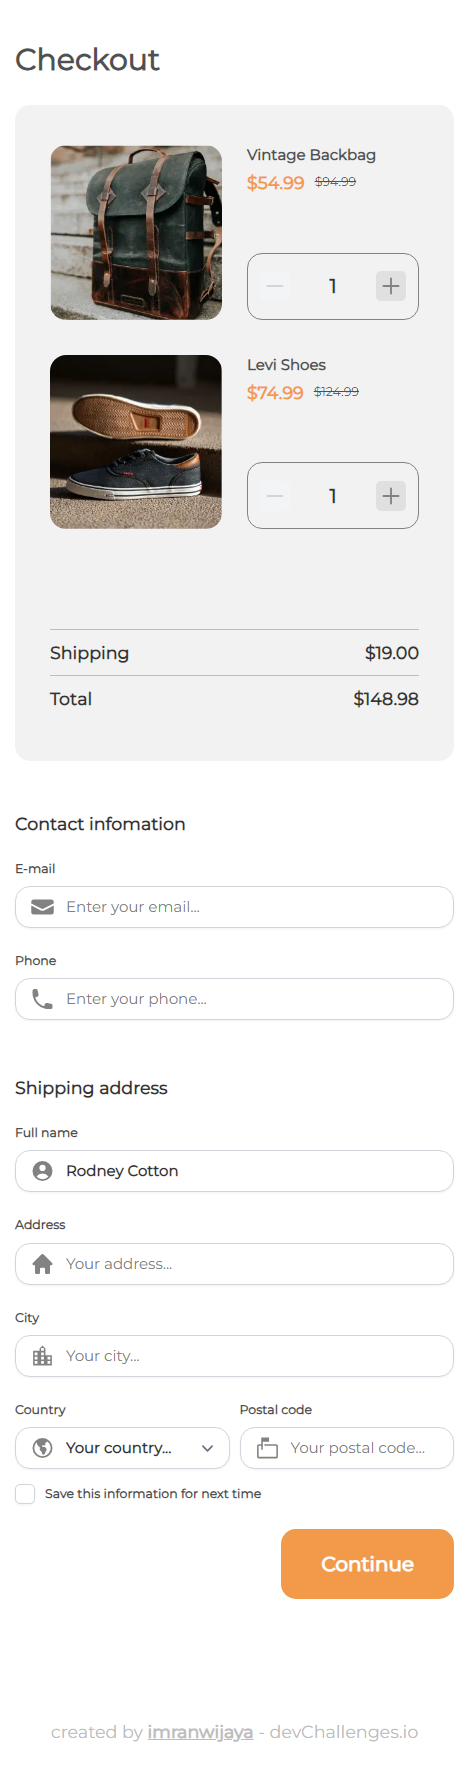 Checkout
Vintage Backbag
$54.99 $94.99
1
Levi Shoes
$74.99 $124.99
1
Shipping $19.00
Total $148.98
Contact infomation
E-mail
Enter your email...
Phone
Enter your phone...
Shipping address
Full name
Rodney Cotton
Address
Your address...
City
Your city...
Country Postal code
Your country... Your postal code...
Save this information for next time
Continue
created by imranwijaya - devChallenges.io